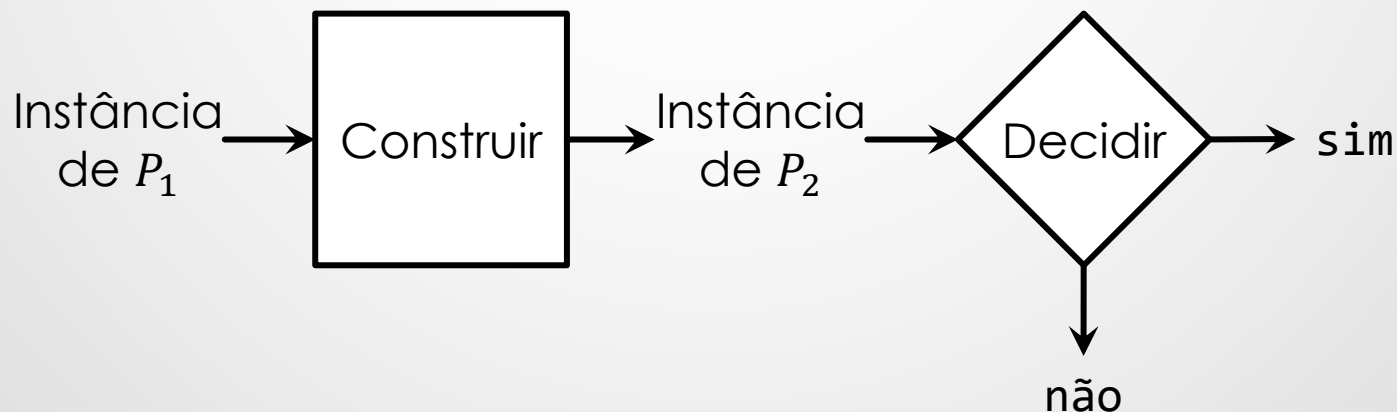 Instância
de P₁
Construir
Instância
de P₂
Decidir
sim
não